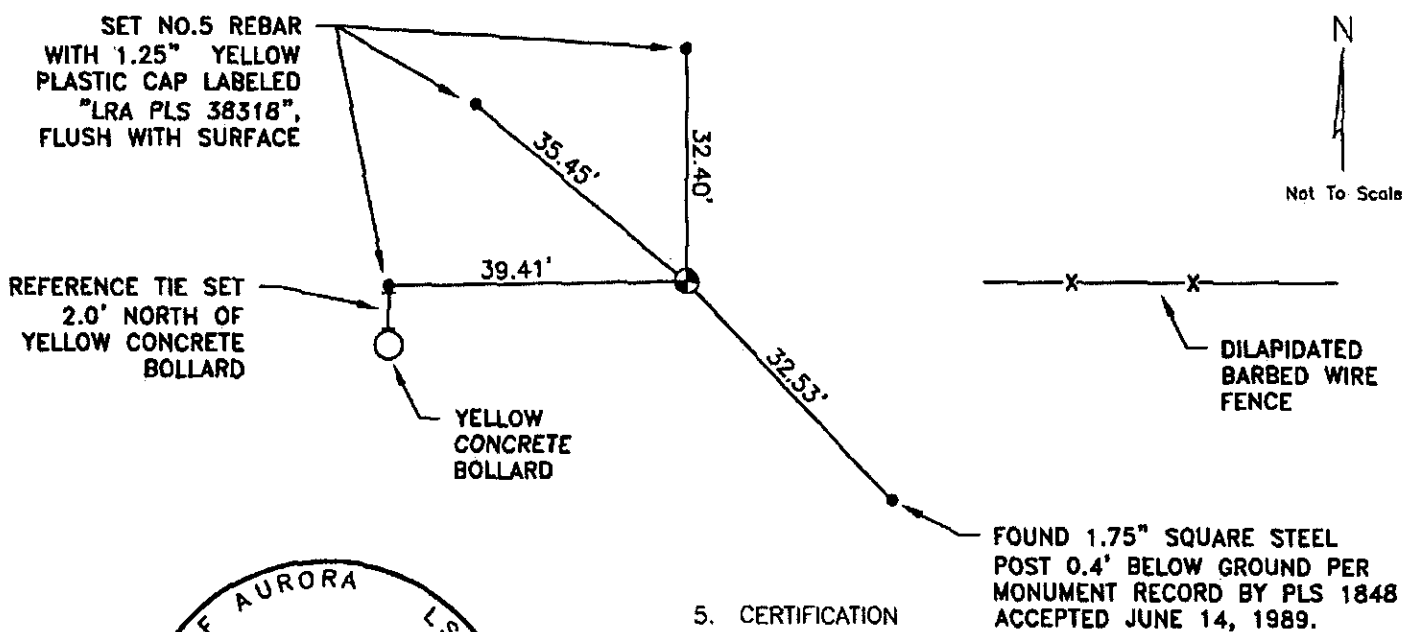 SET NO.5 REBAR
WITH 1.25" YELLOW
PLASTIC CAP LABELED
"LRA PLS 38318",
FLUSH WITH SURFACE
N
Not To Scale
35.45'
32.40'
39.41'
32.53'
REFERENCE TIE SET
2.0' NORTH OF
YELLOW CONCRETE
BOLLARD
YELLOW
CONCRETE
BOLLARD
X X
DILAPIDATED
BARBED WIRE
FENCE
FOUND 1.75" SQUARE STEEL
POST 0.4' BELOW GROUND PER
MONUMENT RECORD BY PLS 1848
ACCEPTED JUNE 14, 1989.
F AURORA LS
5. CERTIFICATION